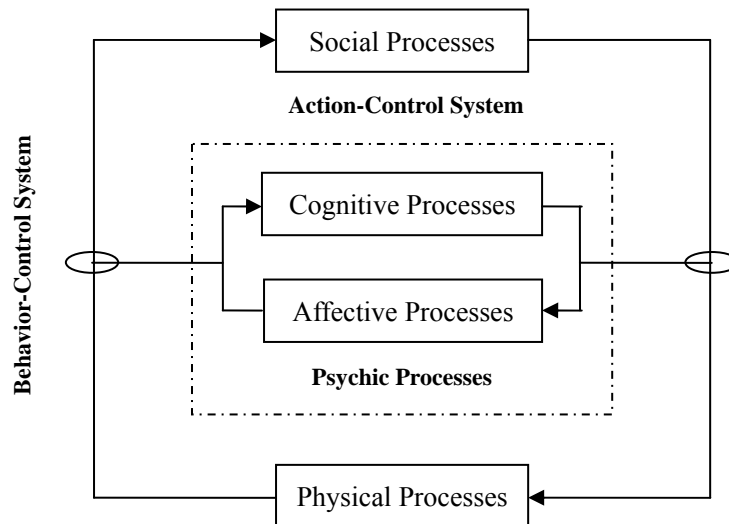 Social Processes
Action-Control System
Cognitive Processes
Behavior-Control System
Affective Processes
Psychic Processes
Physical Processes